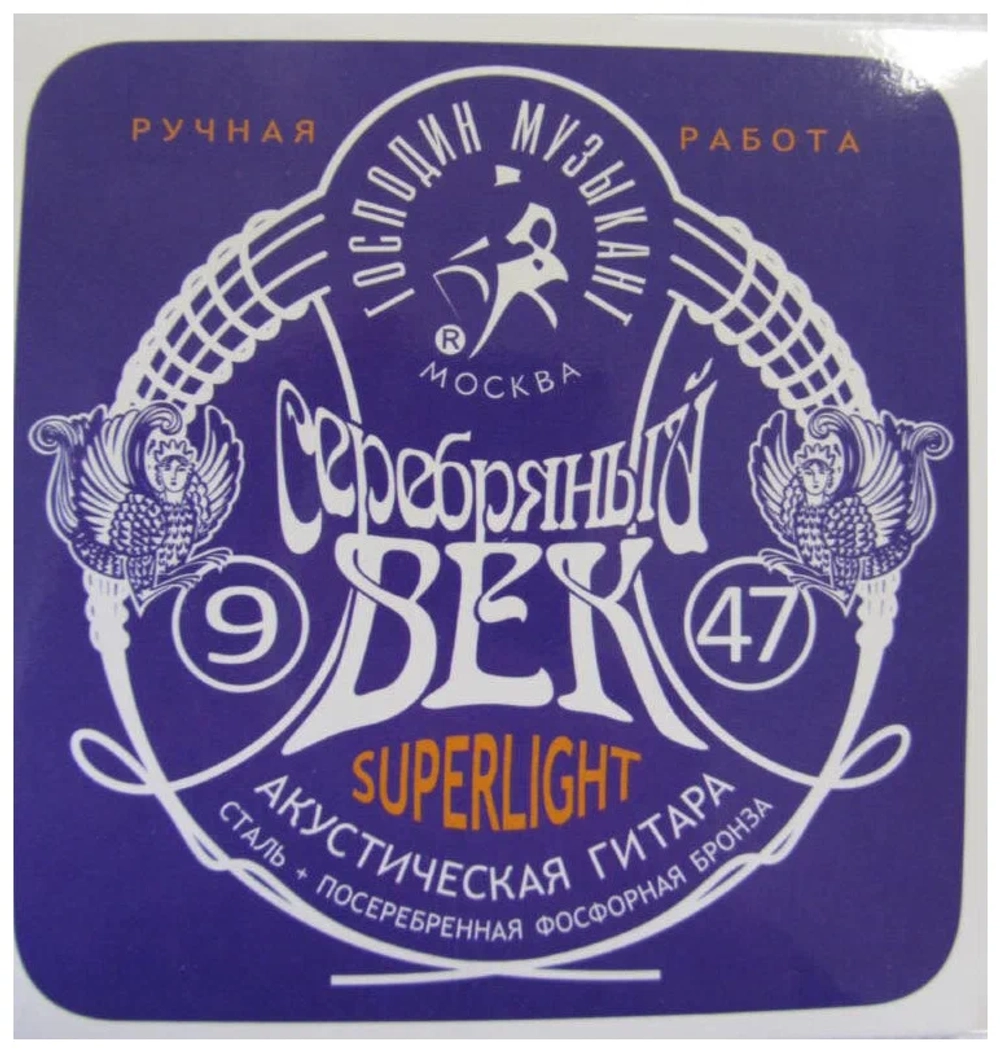 РУЧНАЯ РАБОТА
ГОСПОДИН МУЗЫКАНТ
®
МОСКВА
Серебряный
ВЕК
9 47
SUPERLIGHT
АКУСТИЧЕСКАЯ ГИТАРА
СТАЛЬ + ПОСЕРЕБРЕННАЯ ФОСФОРНАЯ БРОНЗА